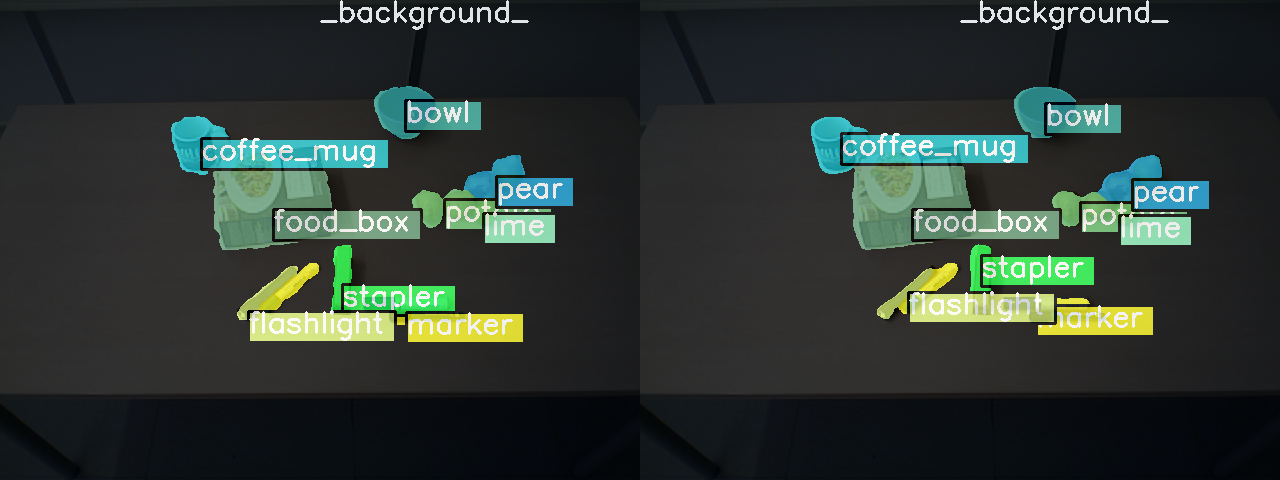 _background_
_background_
bowl
bowl
coffee_mug
coffee_mug
pear
pear
food_box
food_box
lime
lime
stapler
stapler
flashlight
flashlight
marker
marker